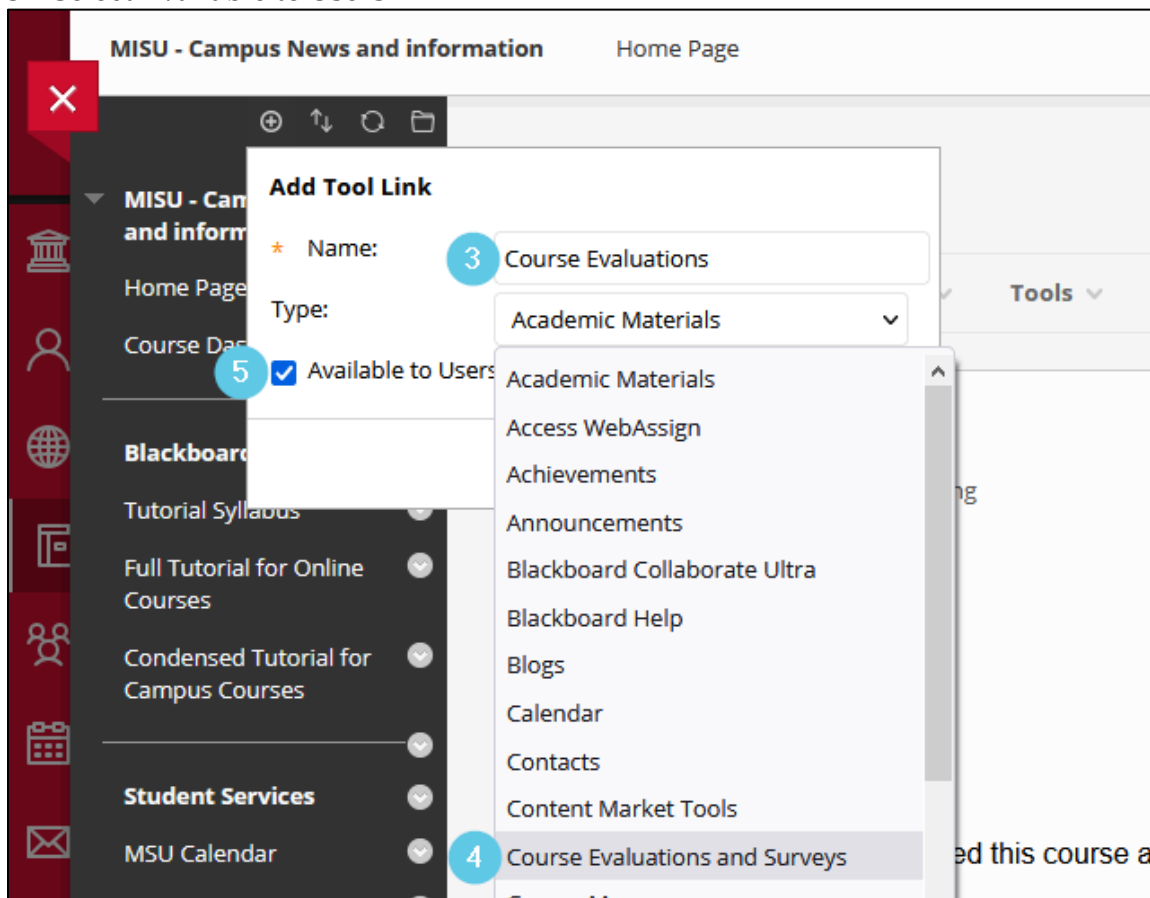 MISU - Campus News and information Home Page
Add Tool Link
MISU - Cam
and inform
* Name:
3
Course Evaluations
Home Page
Type:
Academic Materials
Tools
Course Das
5
Available to Users
Academic Materials
Access WebAssign
Blackboard
Achievements
Tutorial Syllabus
ng
Announcements
Full Tutorial for Online
Courses
Blackboard Collaborate Ultra
Blackboard Help
Condensed Tutorial for
Campus Courses
Blogs
Calendar
Contacts
Student Services
Content Market Tools
MSU Calendar
4
Course Evaluations and Surveys
ed this course a